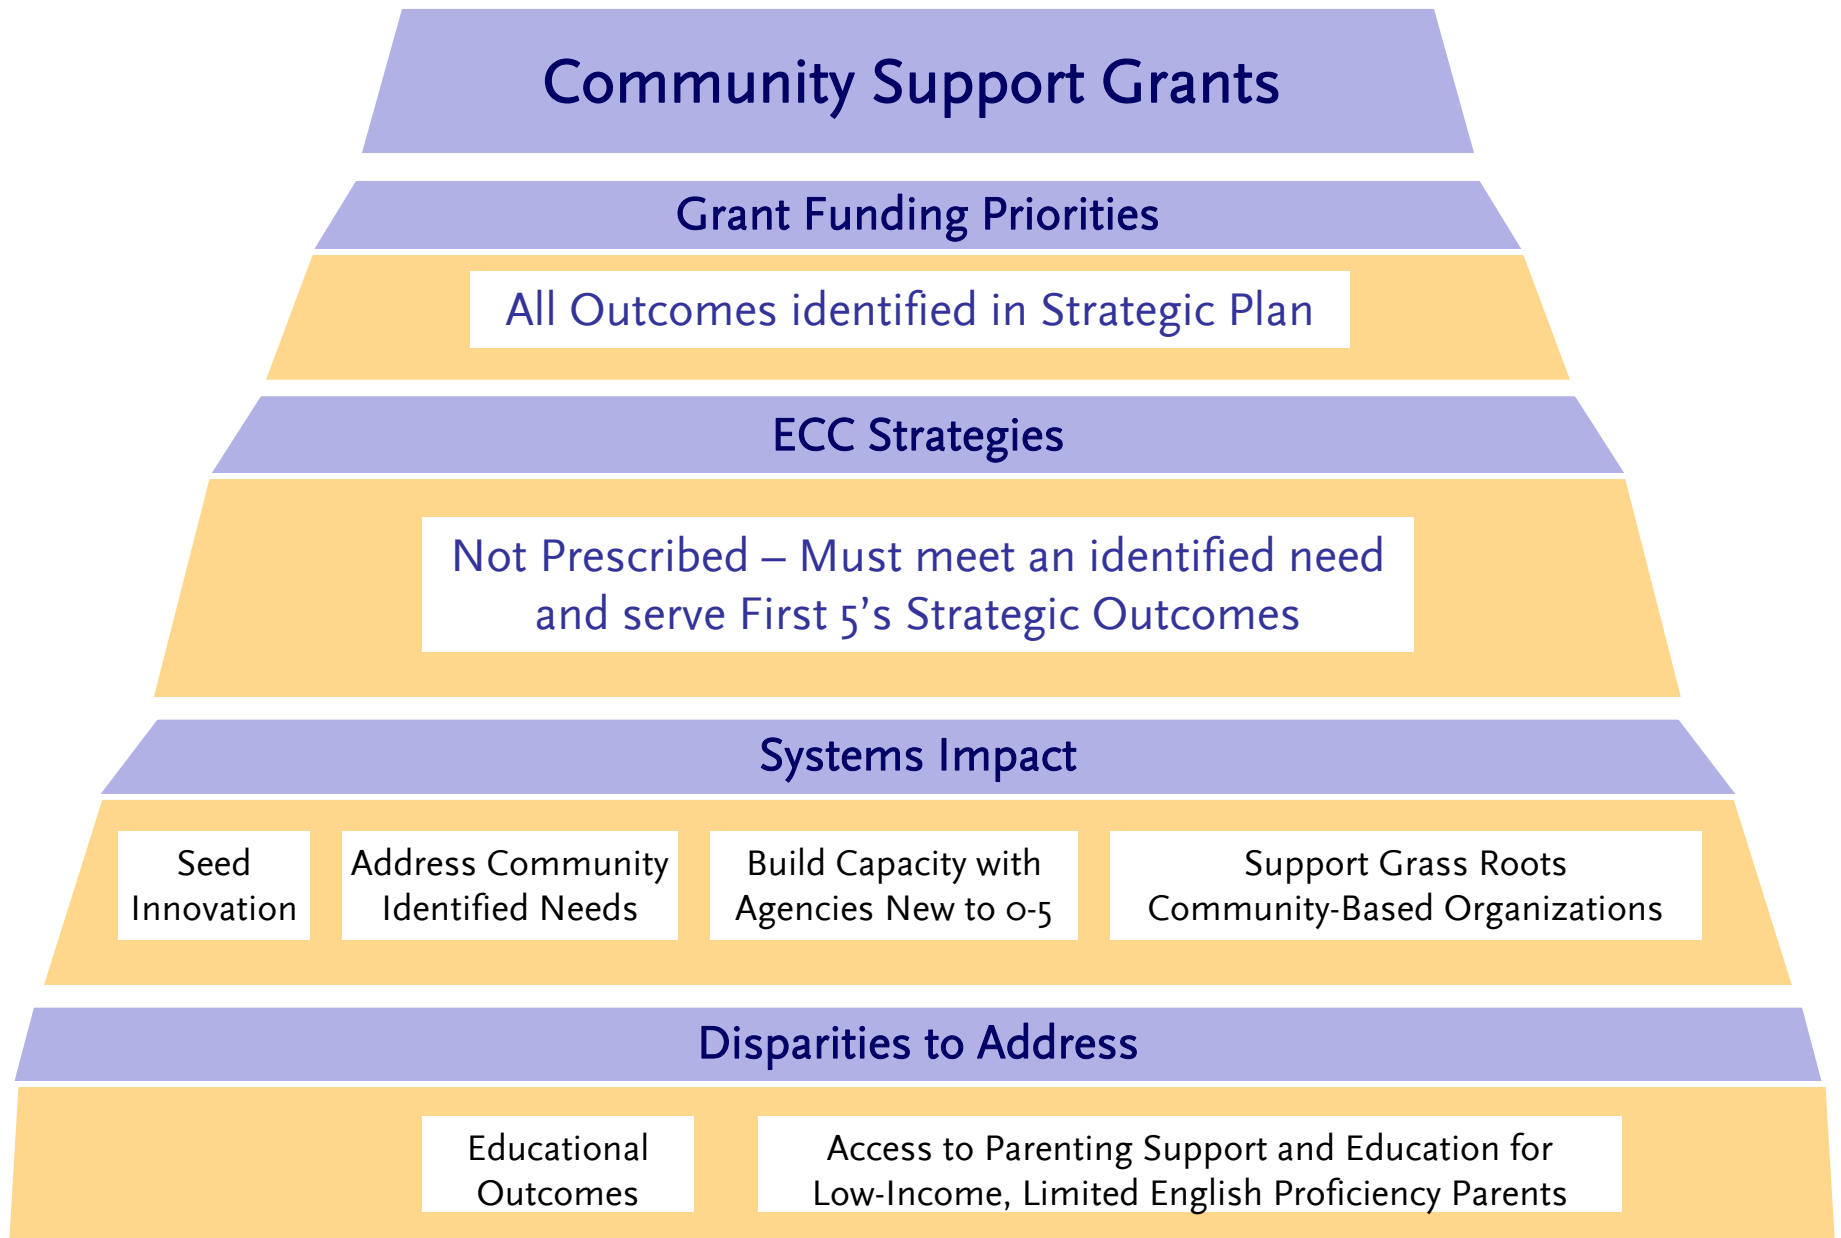 Community Support Grants
Grant Funding Priorities
All Outcomes identified in Strategic Plan
ECC Strategies
Not Prescribed – Must meet an identified need
and serve First 5’s Strategic Outcomes
Systems Impact
Seed
Innovation
Address Community
Identified Needs
Build Capacity with
Agencies New to 0-5
Support Grass Roots
Community-Based Organizations
Disparities to Address
Educational
Outcomes
Access to Parenting Support and Education for
Low-Income, Limited English Proficiency Parents